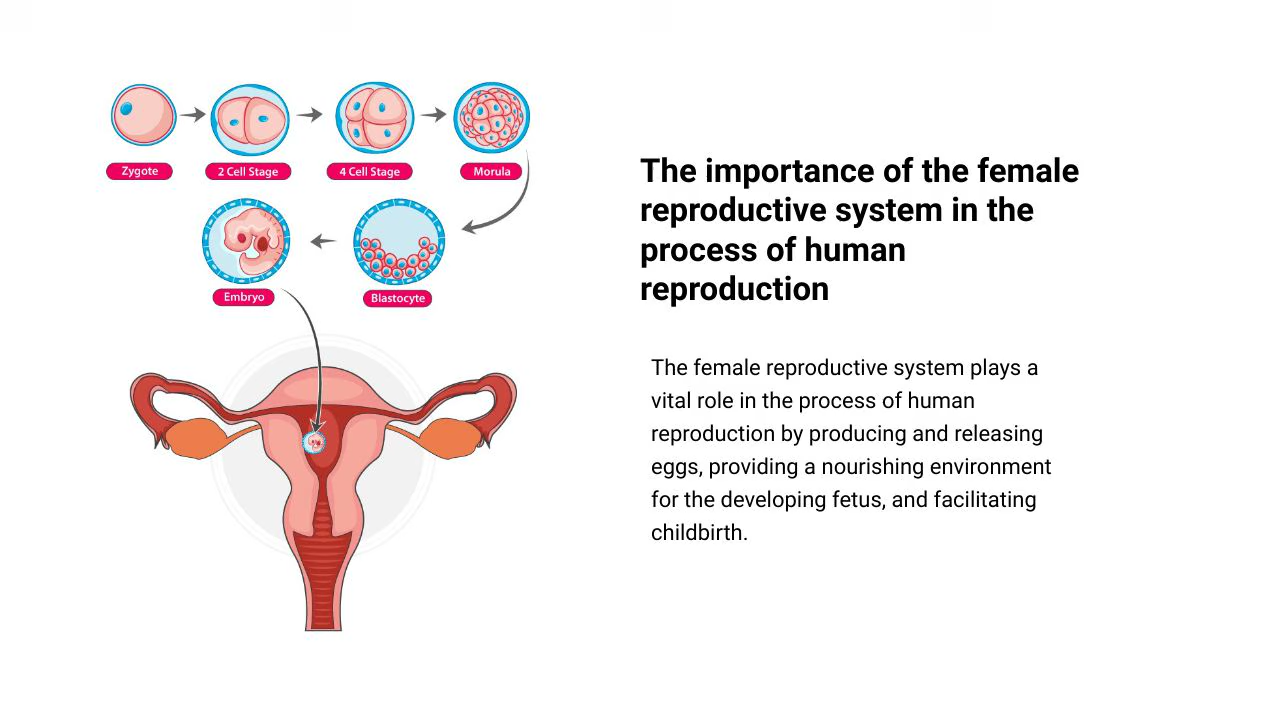 Zygote
2 Cell Stage
4 Cell Stage
Morula
Embryo
Blastocyte
The importance of the female
reproductive system in the
process of human
reproduction
The female reproductive system plays a
vital role in the process of human
reproduction by producing and releasing
eggs, providing a nourishing environment
for the developing fetus, and facilitating
childbirth.